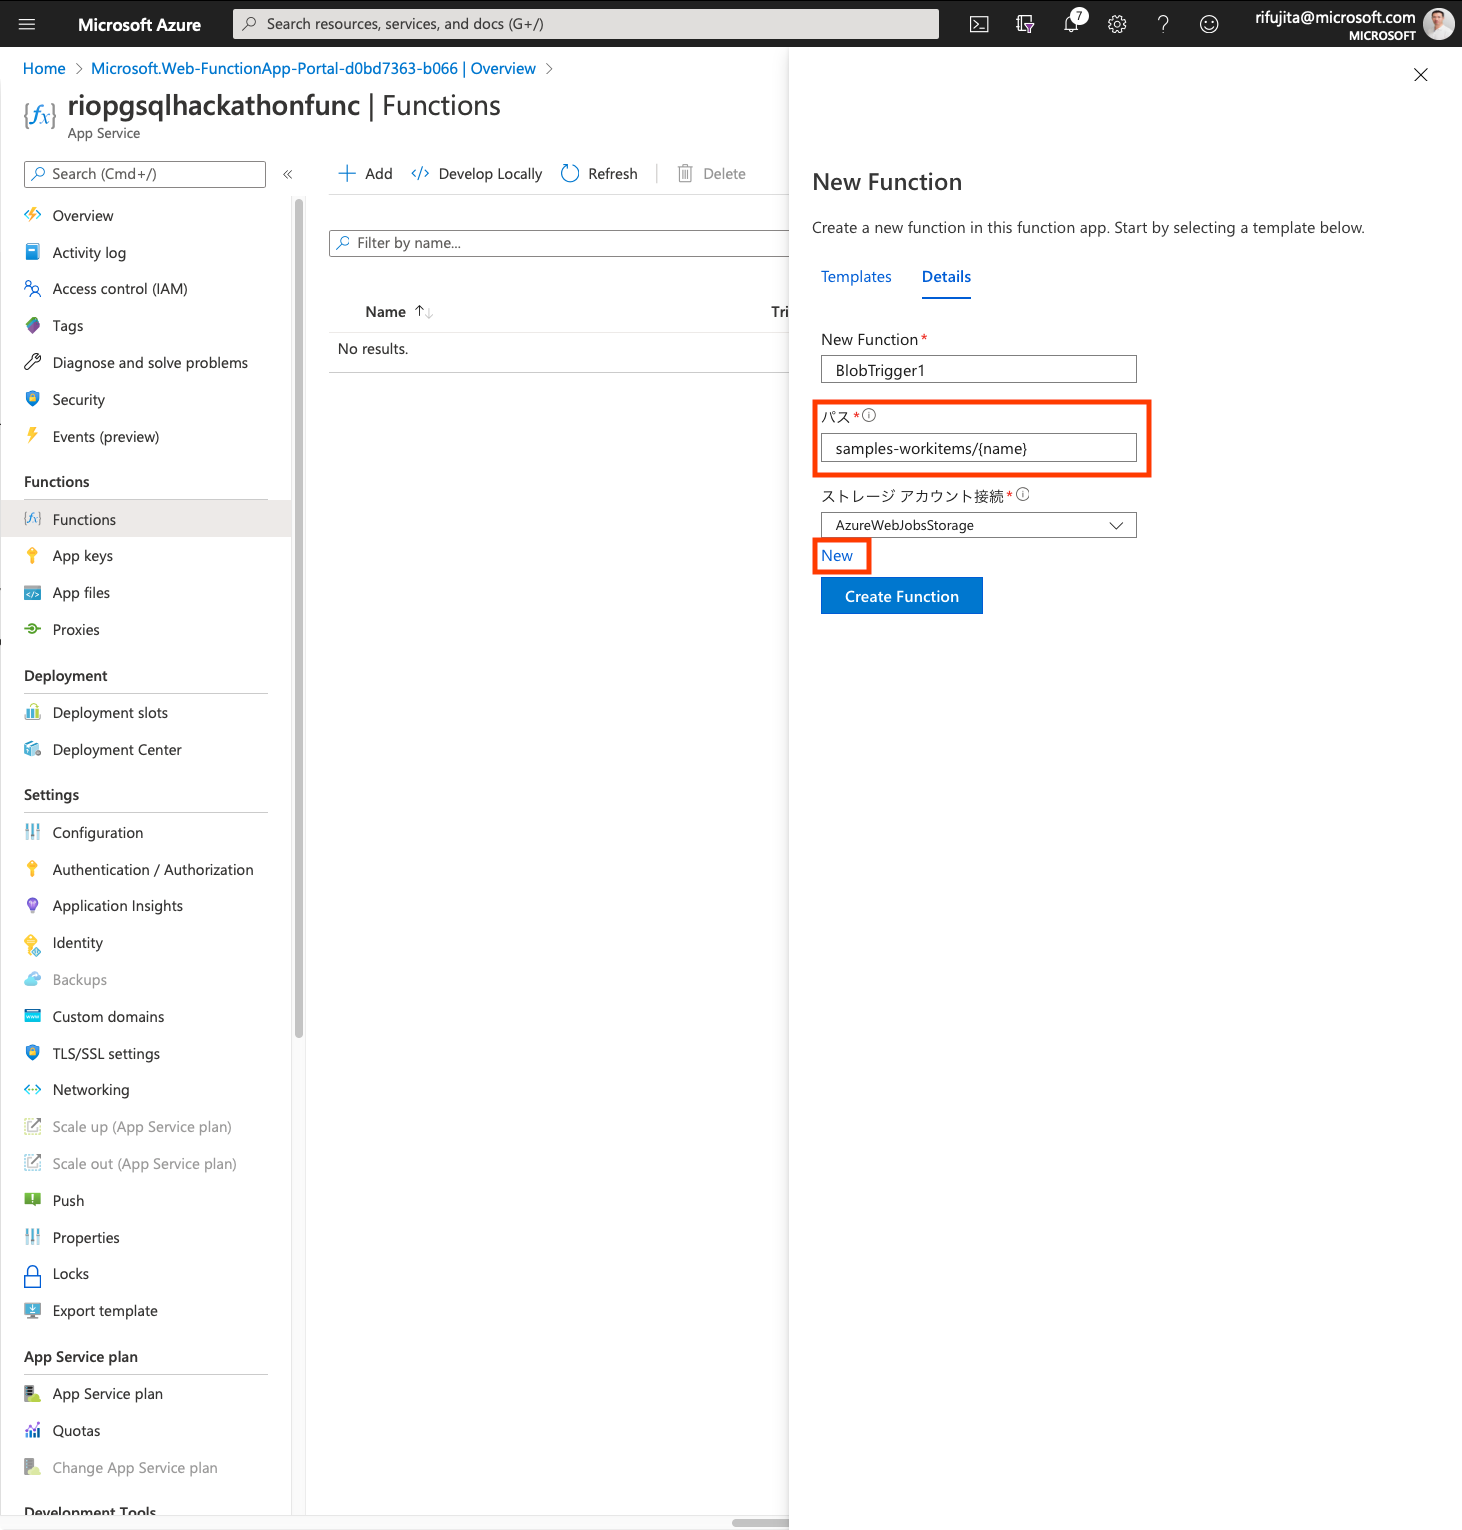 Microsoft Azure
Search resources, services, and docs (G+/)
7
rifujita@microsoft.com
MICROSOFT
Home > Microsoft.Web-FunctionApp-Portal-d0bd7363-b066 | Overview >
riopgsqlhackathonfunc | Functions
App Service
Search (Cmd+/)
«
Overview
Activity log
Access control (IAM)
Tags
Diagnose and solve problems
Security
Events (preview)
Functions
Functions
App keys
App files
Proxies
Deployment
Deployment slots
Deployment Center
Settings
Configuration
Authentication / Authorization
Application Insights
Identity
Backups
Custom domains
TLS/SSL settings
Networking
Scale up (App Service plan)
Scale out (App Service plan)
Push
Properties
Locks
Export template
App Service plan
App Service plan
Quotas
Change App Service plan
Development Tools
Add
Develop Locally
Refresh
Delete
Filter by name...
Name
Tri
No results.
New Function
Create a new function in this function app. Start by selecting a template below.
Templates
Details
New Function *
BlobTrigger1
パス *
samples-workitems/{name}
ストレージ アカウント接続 *
AzureWebJobsStorage
New
Create Function